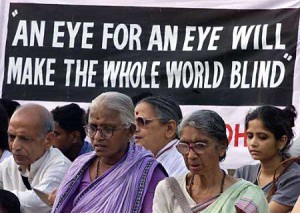 "AN EYE FOR AN EYE WILL
MAKE THE WHOLE WORLD BLIND"